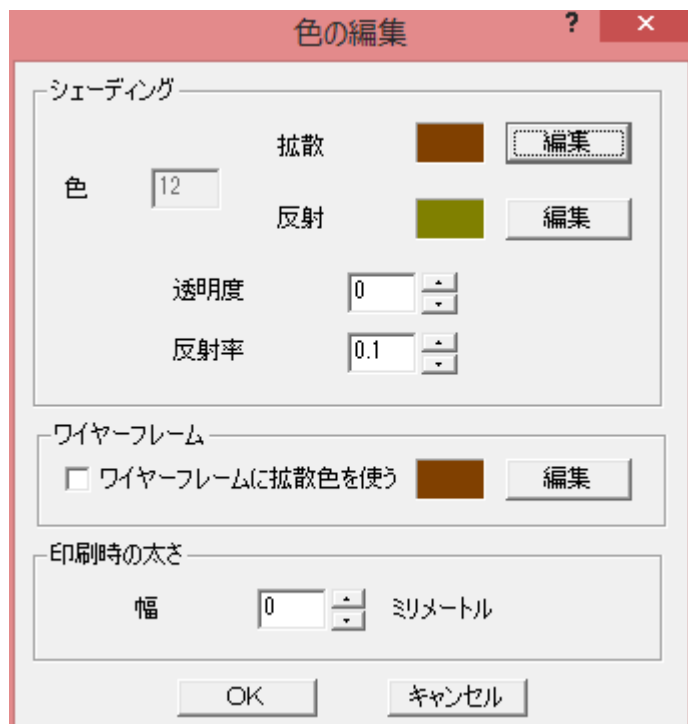 色の編集
?
×
シェーディング
拡散
編集
色
12
反射
編集
透明度
0
反射率
0.1
ワイヤーフレーム
ワイヤーフレームに拡散色を使う
編集
印刷時の太さ
幅
0
ミリメートル
OK
キャンセル